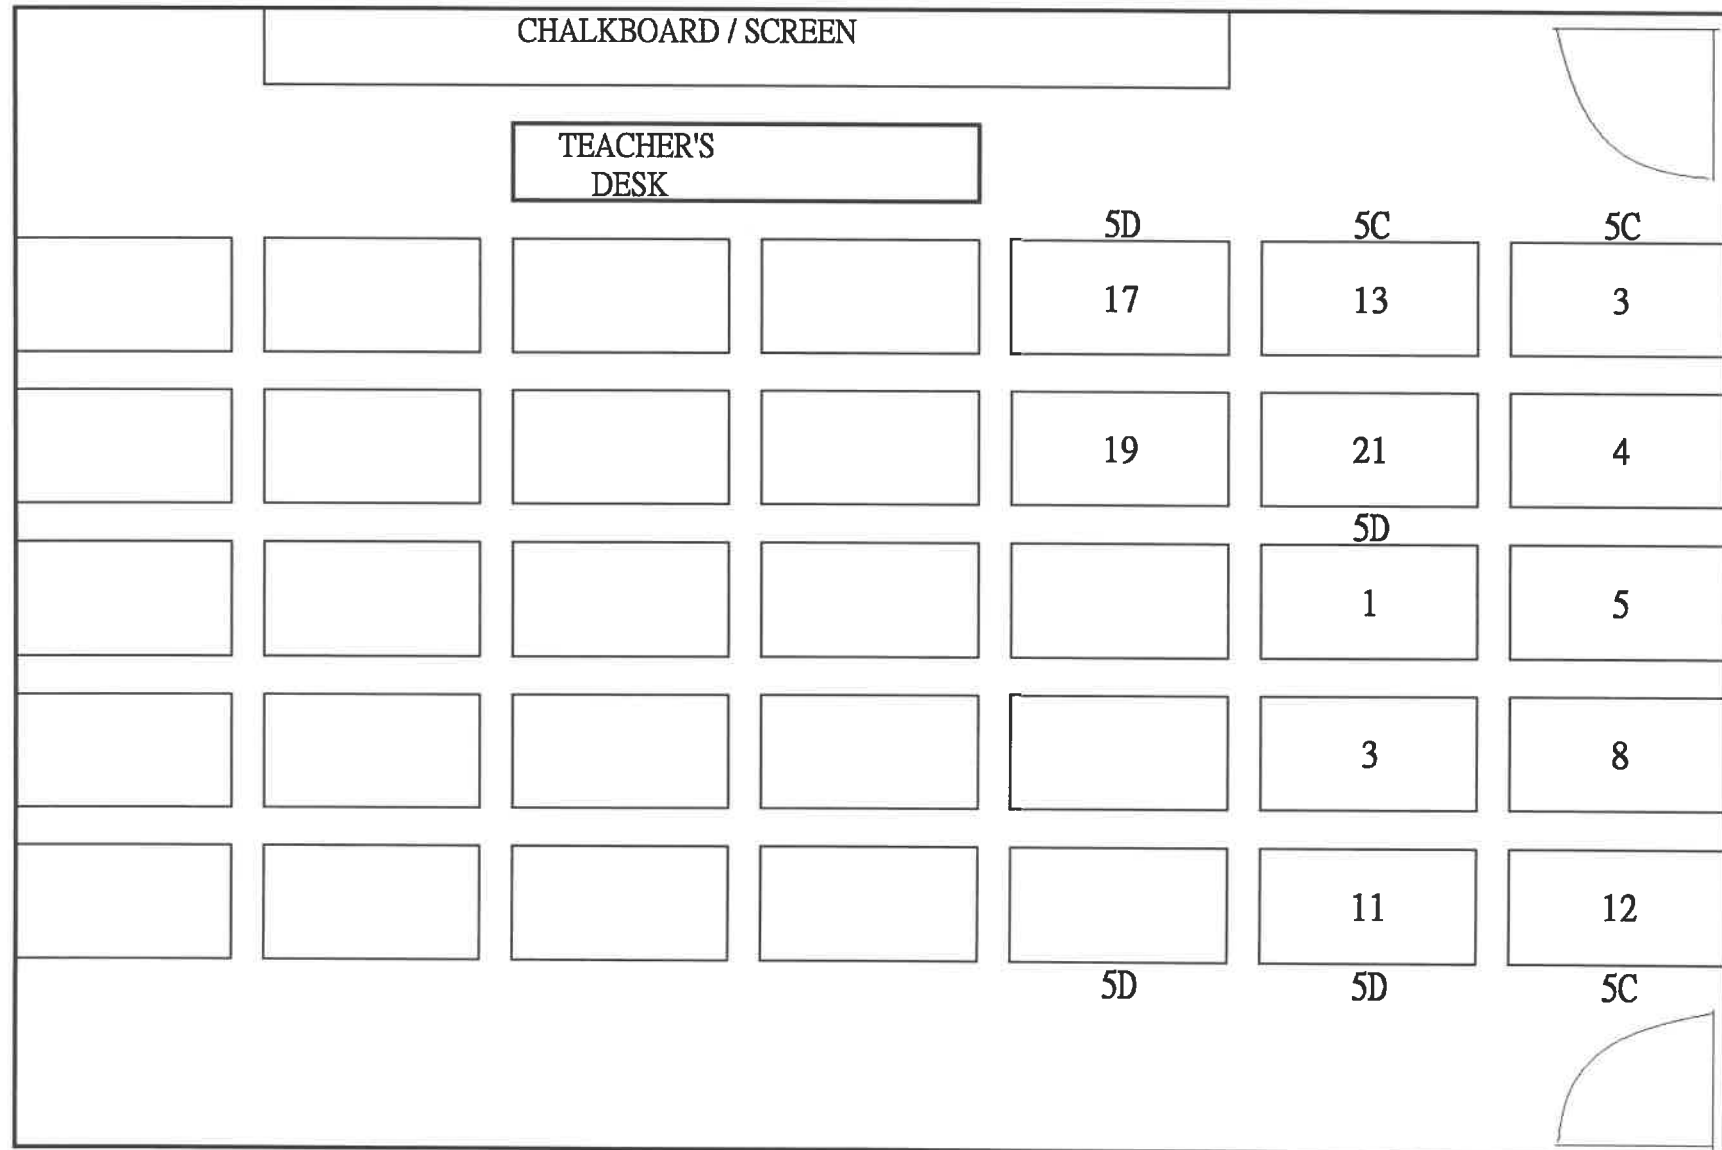 CHALKBOARD / SCREEN
TEACHER'S
DESK
5D 5C 5C
17 13 3
19 21 4
5D
1 5
3 8
11 12
5D 5D 5C